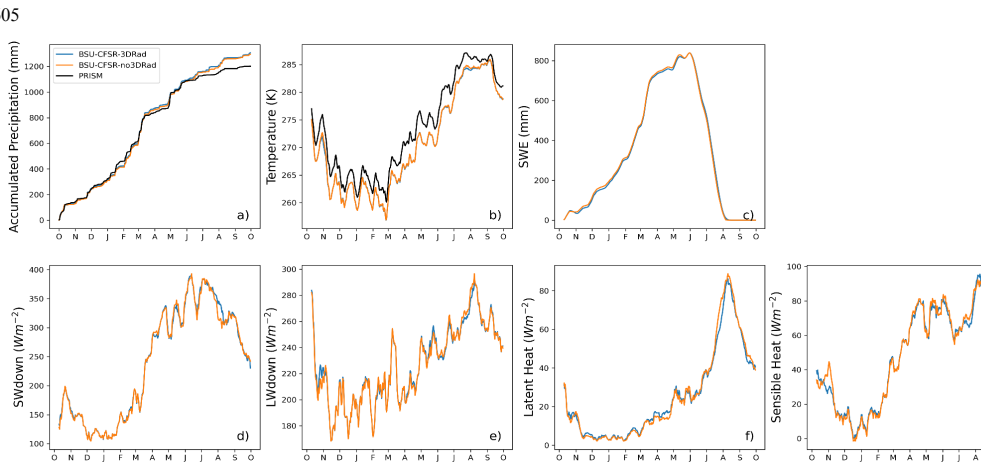 605
BSU-CFSR-3DRad
BSU-CFSR-no3DRad
PRISM
Accumulated Precipitation (mm)
1200
1000
800
600
400
200
0
O N D J F M A M J J A S O
a)
Temperature (K)
285
280
275
270
265
260
O N D J F M A M J J A S O
b)
SWE (mm)
800
600
400
200
0
O N D J F M A M J J A S O
c)
SWdown (Wm⁻²)
400
350
300
250
200
150
100
O N D J F M A M J J A S O
d)
LWdown (Wm⁻²)
300
280
260
240
220
200
180
O N D J F M A M J J A S O
e)
Latent Heat (Wm⁻²)
80
60
40
20
0
O N D J F M A M J J A S O
f)
Sensible Heat (Wm⁻²)
100
80
60
40
20
0
O N D J F M A M J J A